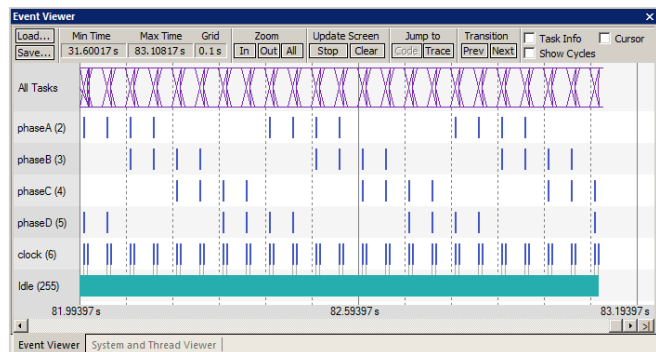 Event Viewer
Load... Min Time Max Time Grid Zoom Update Screen Jump to Transition Task Info Cursor
Save... 31.60017 s 83.10817 s 0.1 s In Out All Stop Clear Code Trace Prev Next Show Cycles
All Tasks
phaseA (2)
phaseB (3)
phaseC (4)
phaseD (5)
clock (6)
Idle (255)
81.99397 s 82.59397 s 83.19397 s
Event Viewer System and Thread Viewer